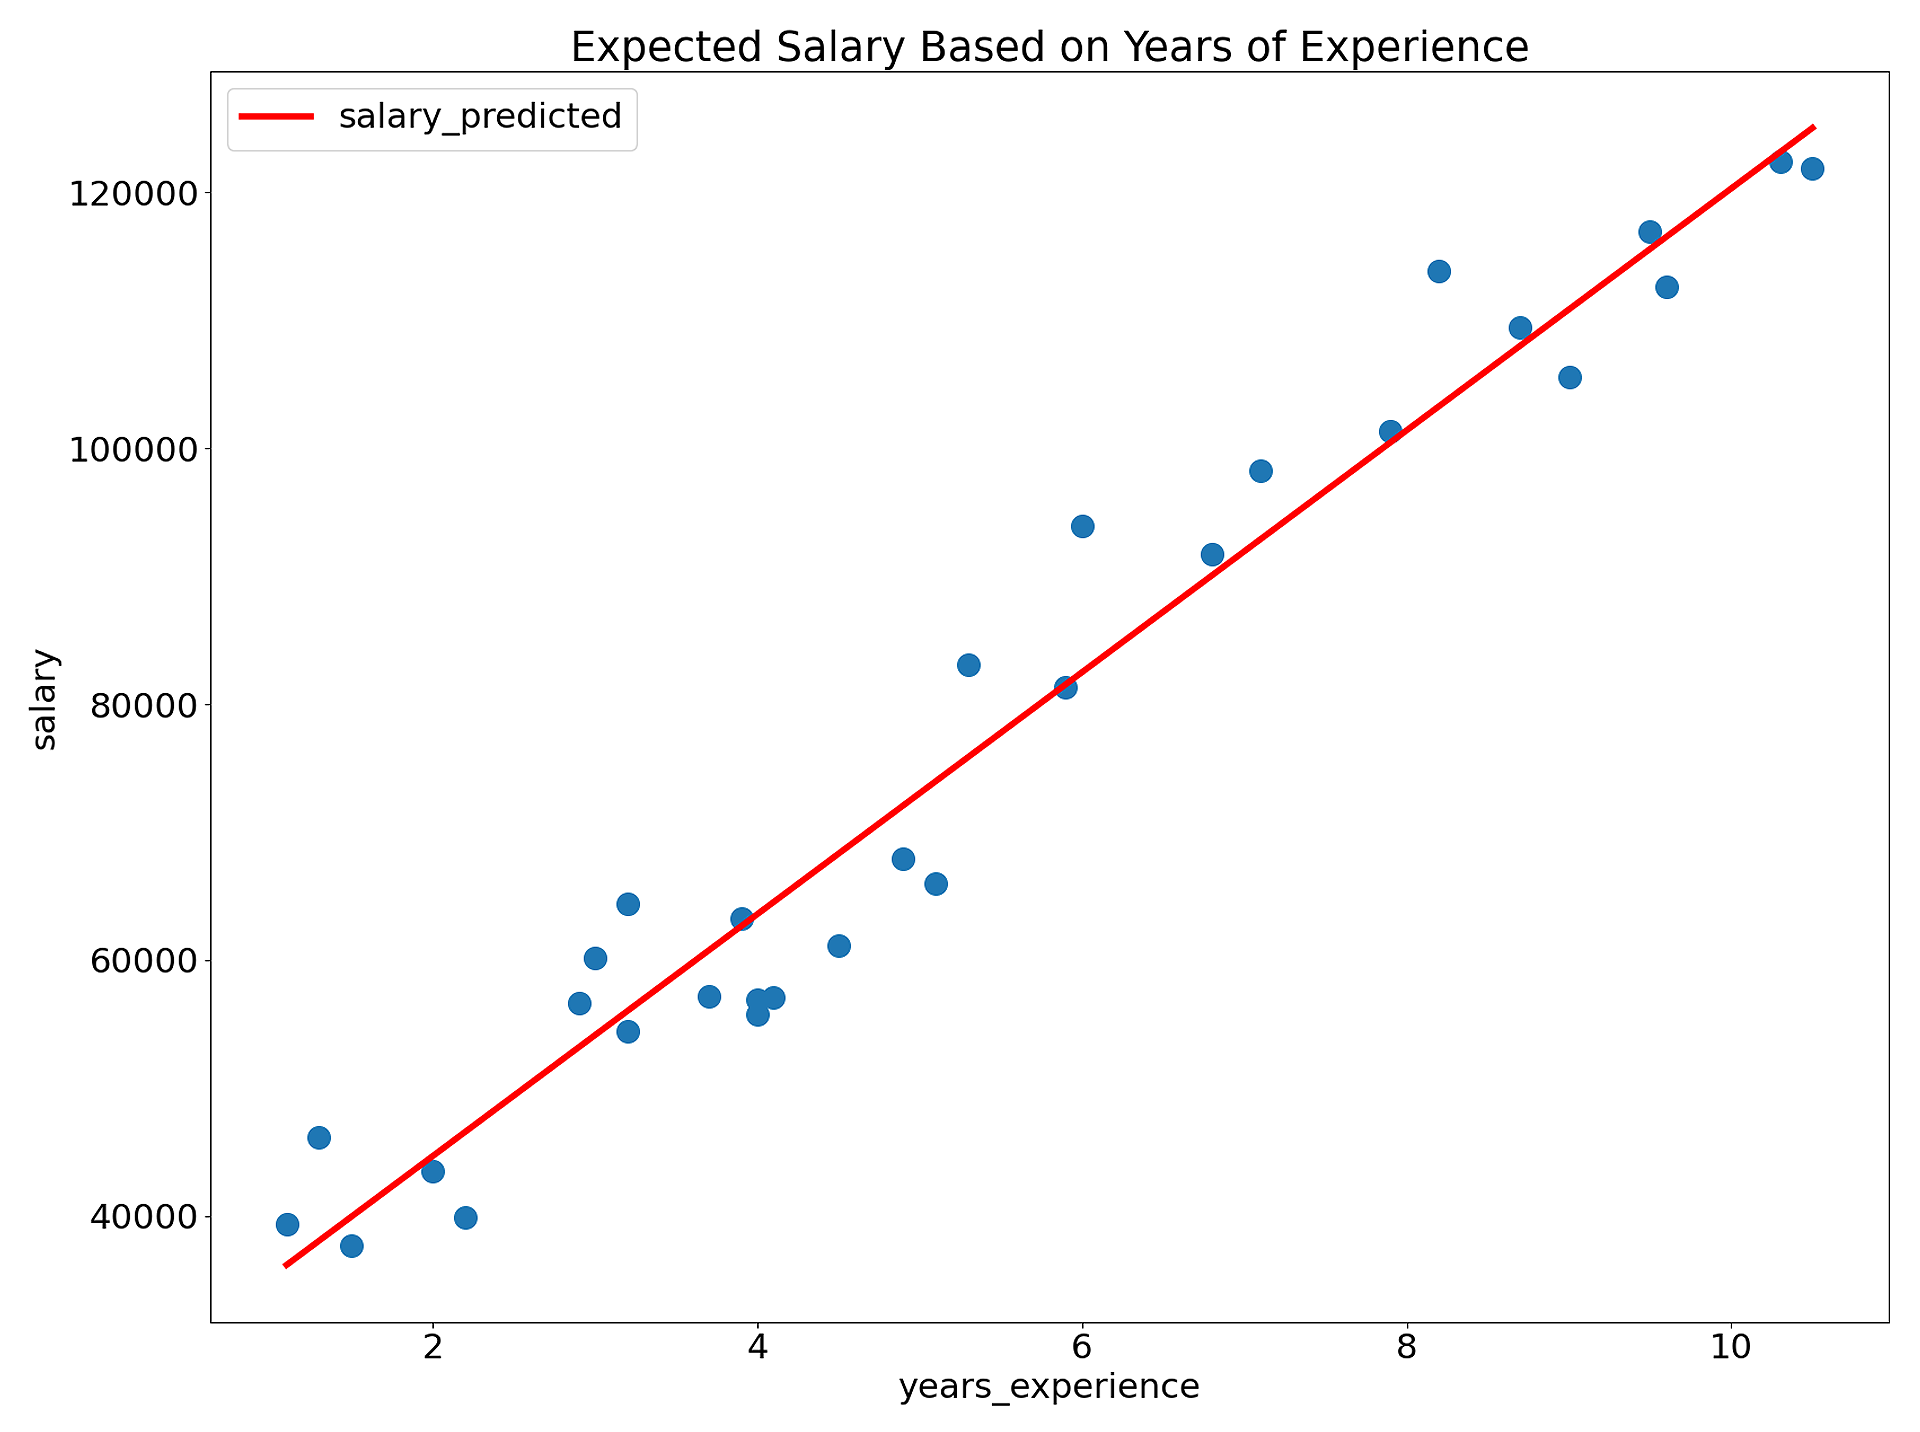 Expected Salary Based on Years of Experience
salary_predicted
120000
100000
80000
60000
40000
salary
2 4 6 8 10
years_experience